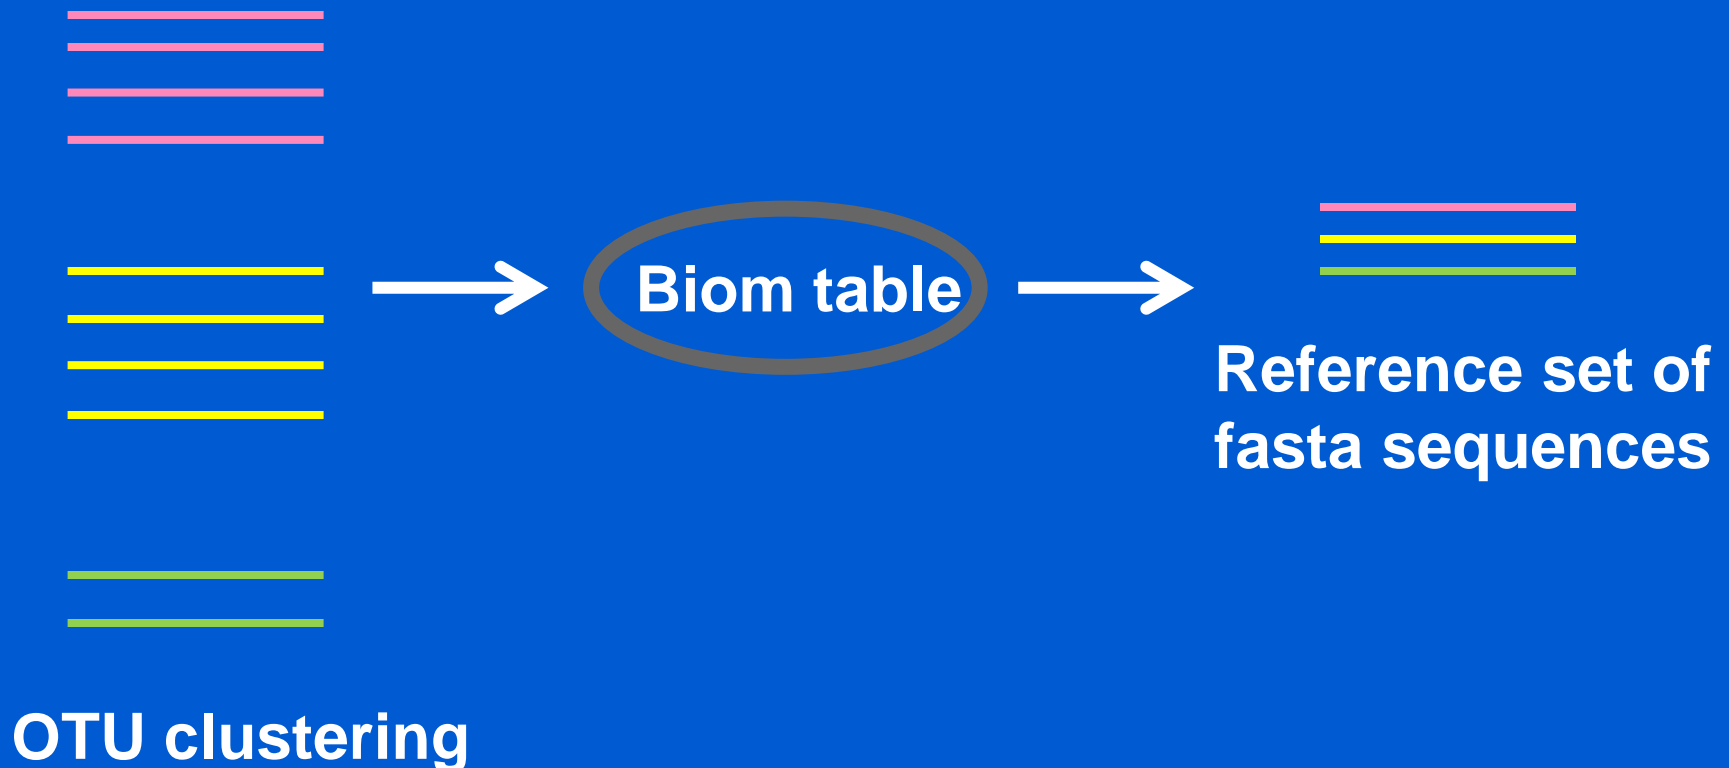 Biom table
Reference set of
fasta sequences
OTU clustering